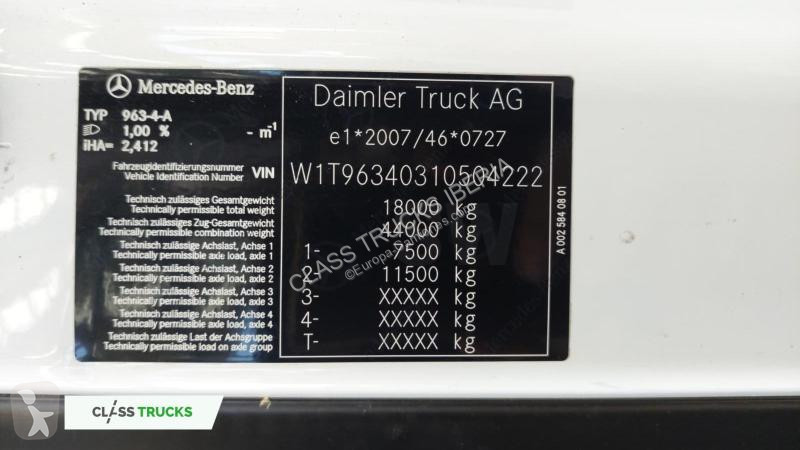 Mercedes-Benz
TYP 963-4-A
1,00 % - m⁻¹
iHA= 2,412
Fahrzeugidentifizierungsnummer
Vehicle Identification Number VIN
Technisch zulässiges Gesamtgewicht
Technically permissible total weight
Technisch zulässiges Zug-Gesamtgewicht
Technically permissible combination weight
Technisch zulässige Achslast, Achse 1
Technically permissible axle load, axle 1
Technisch zulässige Achslast, Achse 2
Technically permissible axle load, axle 2
Technisch zulässige Achslast, Achse 3
Technically permissible axle load, axle 3
Technisch zulässige Achslast, Achse 4
Technically permissible axle load, axle 4
Technisch zulässige Last der Achsgruppe
Technically permissible load on axle group
Daimler Truck AG
e1*2007/46*0727
W1T96340310504222
18000 kg
44000 kg
1- 7500 kg
2- 11500 kg
3- XXXXX kg
4- XXXXX kg
T- XXXXX kg
A 002 584 08 01
CLASS TRUCKS IBERIA
CLASS TRUCKS